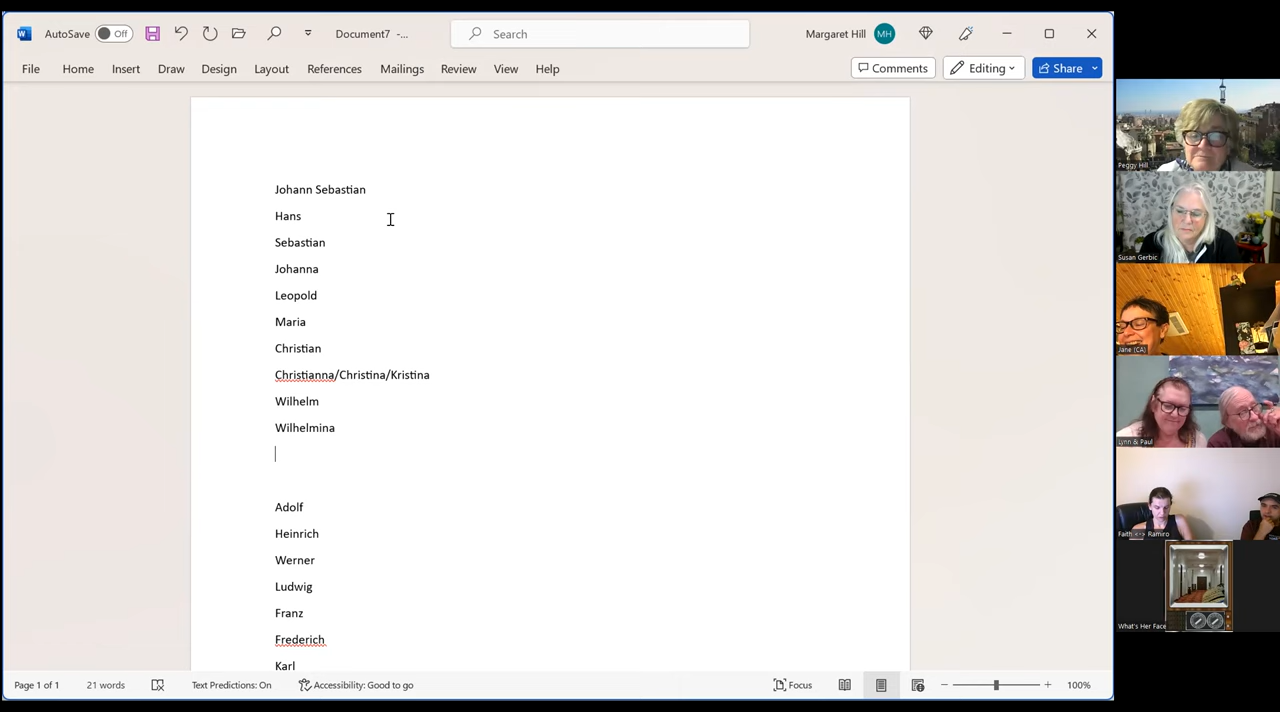 AutoSave Off Document7 -... Search Margaret Hill MH
File Home Insert Draw Design Layout References Mailings Review View Help Comments Editing Share
Johann Sebastian
Hans
Sebastian
Johanna
Leopold
Maria
Christian
Christianna/Christina/Kristina
Wilhelm
Wilhelmina
Adolf
Heinrich
Werner
Ludwig
Franz
Frederich
Karl
Page 1 of 1 21 words Text Predictions: On Accessibility: Good to go Focus 100%
Peggy Hill
Susan Gerbic
Jane (CA)
Lynn & Paul
Faith <-> Ramiro
What's Her Face